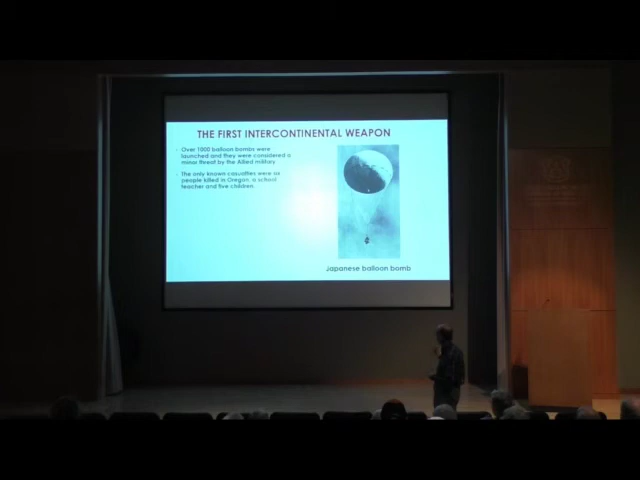 THE FIRST INTERCONTINENTAL WEAPON
Over 1000 balloon bombs were
launched and they were considered a
minor threat by the Allied military
The only known casualties were six
people killed in Oregon, a school
teacher and five children.
Japanese balloon bomb